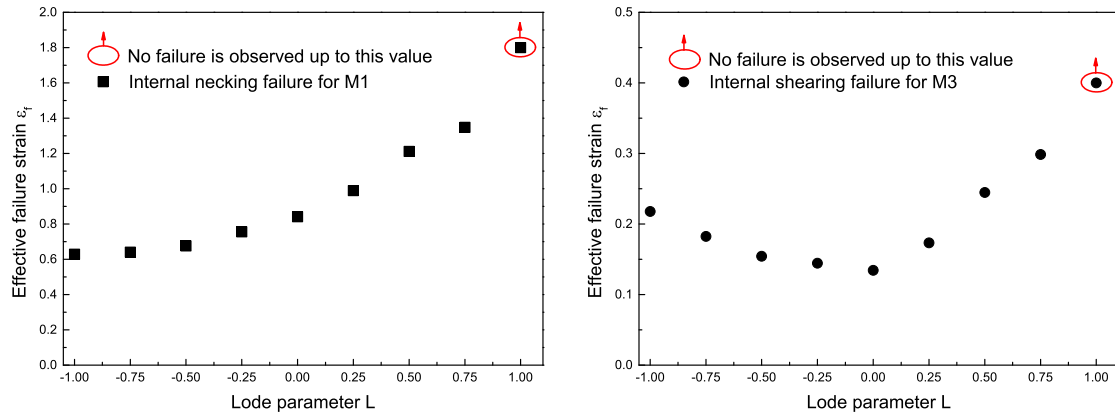 2.0
1.8
1.6
1.4
1.2
1.0
0.8
0.6
0.4
0.2
0.0
Effective failure strain εf
No failure is observed up to this value
Internal necking failure for M1
-1.00 -0.75 -0.50 -0.25 0.00 0.25 0.50 0.75 1.00
Lode parameter L
0.5
0.4
0.3
0.2
0.1
0.0
Effective failure strain εf
No failure is observed up to this value
Internal shearing failure for M3
-1.00 -0.75 -0.50 -0.25 0.00 0.25 0.50 0.75 1.00
Lode parameter L